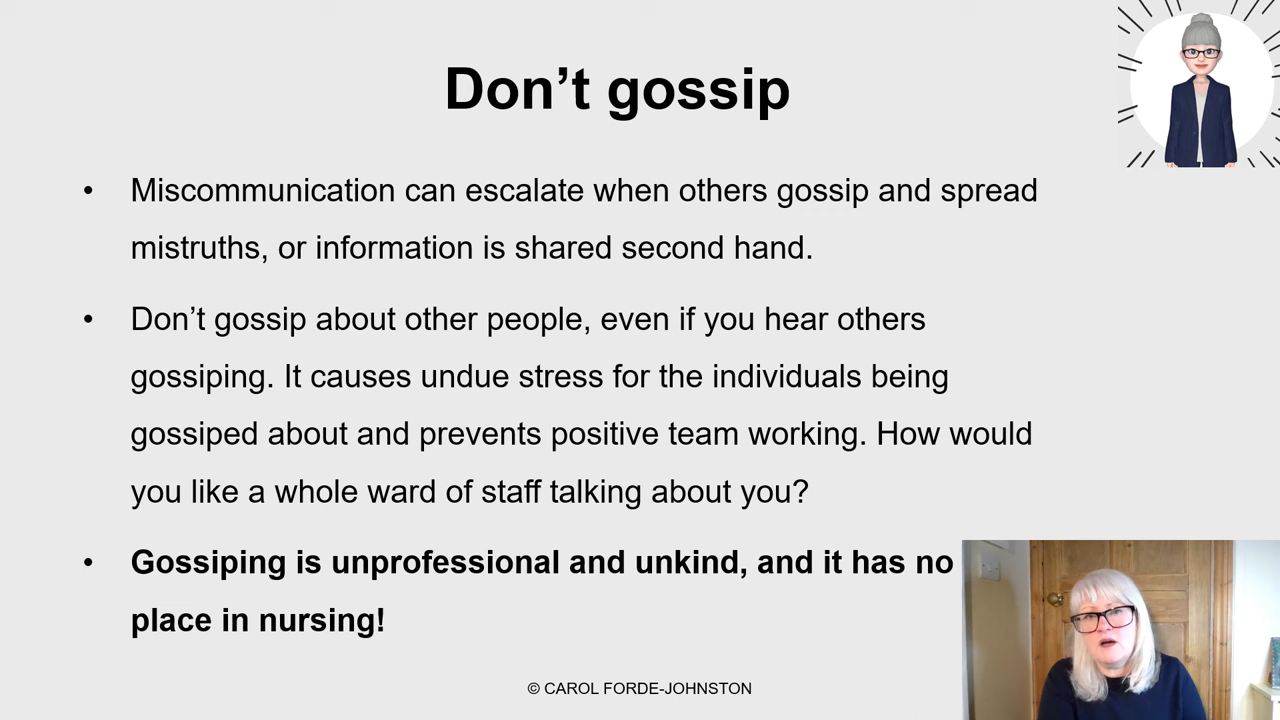 Don’t gossip
• Miscommunication can escalate when others gossip and spread
mistruths, or information is shared second hand.
• Don’t gossip about other people, even if you hear others
gossiping. It causes undue stress for the individuals being
gossiped about and prevents positive team working. How would
you like a whole ward of staff talking about you?
• Gossiping is unprofessional and unkind, and it has no
place in nursing!
© CAROL FORDE-JOHNSTON